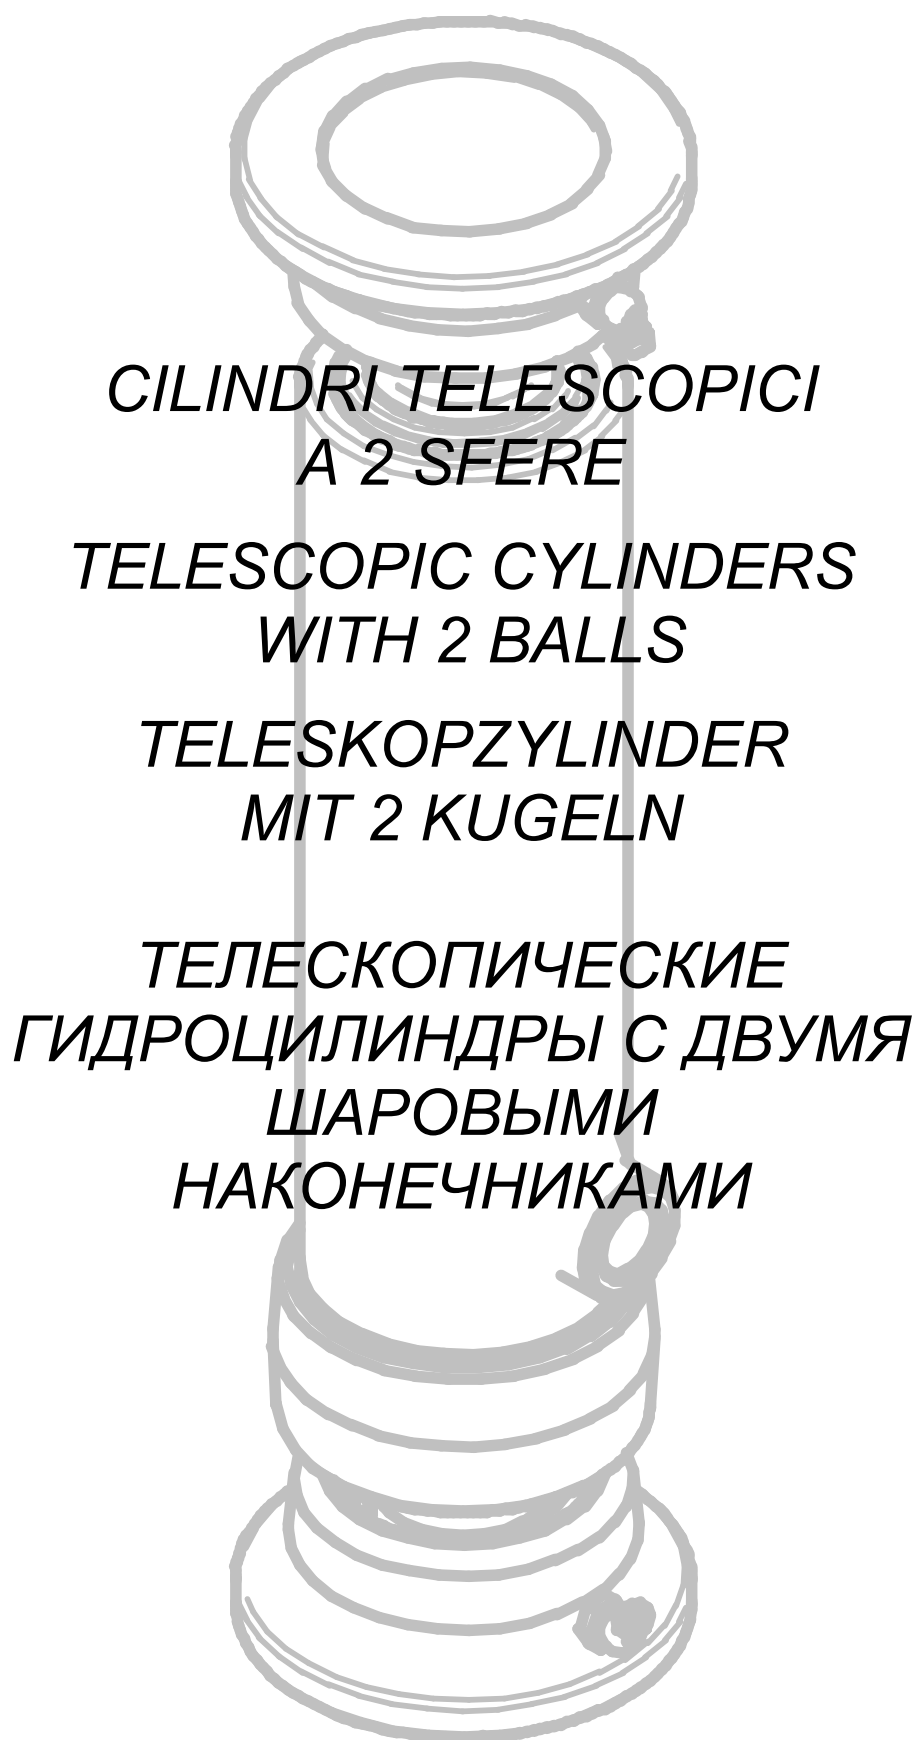 CILINDRI TELESCOPICI
A 2 SFERE
TELESCOPIC CYLINDERS
WITH 2 BALLS
TELESKOPZYLINDER
MIT 2 KUGELN
ТЕЛЕСКОПИЧЕСКИЕ
ГИДРОЦИЛИНДРЫ С ДВУМЯ
ШАРОВЫМИ
НАКОНЕЧНИКАМИ